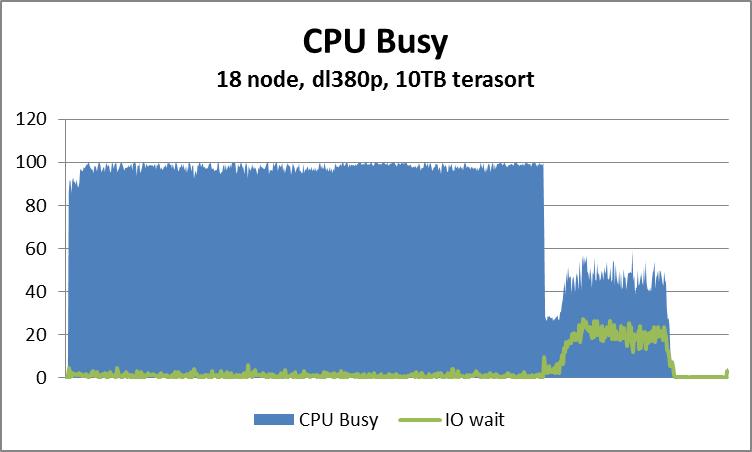 CPU Busy
18 node, dl380p, 10TB terasort
120
100
80
60
40
20
0
CPU Busy
IO wait